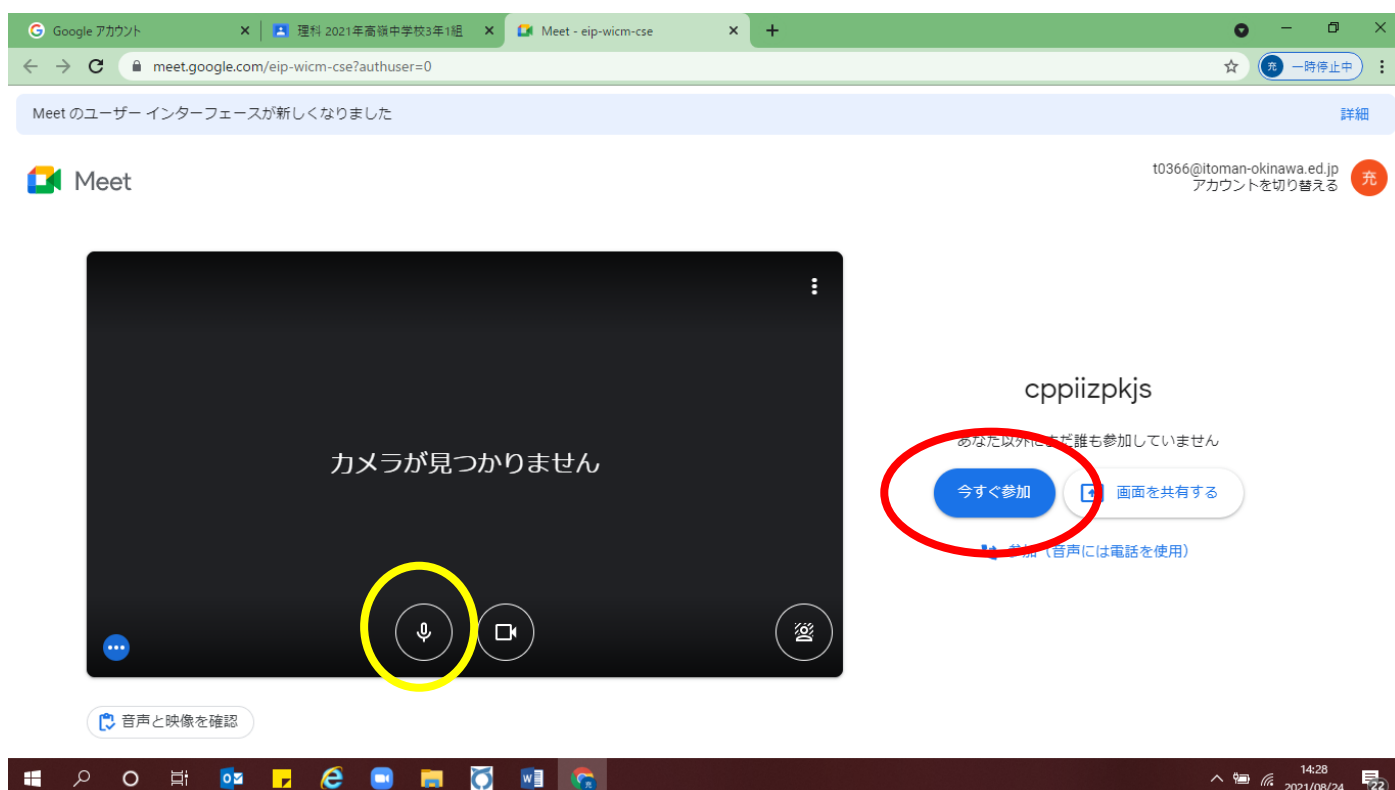 Google アカウント
理科 2021年高嶺中学校3年1組
Meet - eip-wicm-cse
meet.google.com/eip-wicm-cse?authuser=0
充 一時停止中
Meet のユーザー インターフェースが新しくなりました
詳細
Meet
t0366@itoman-okinawa.ed.jp
アカウントを切り替える
充
カメラが見つかりません
cppiizpkjs
あなた以外にまだ誰も参加していません
今すぐ参加
画面を共有する
参加（音声には電話を使用）
音声と映像を確認
14:28
2021/08/24
22